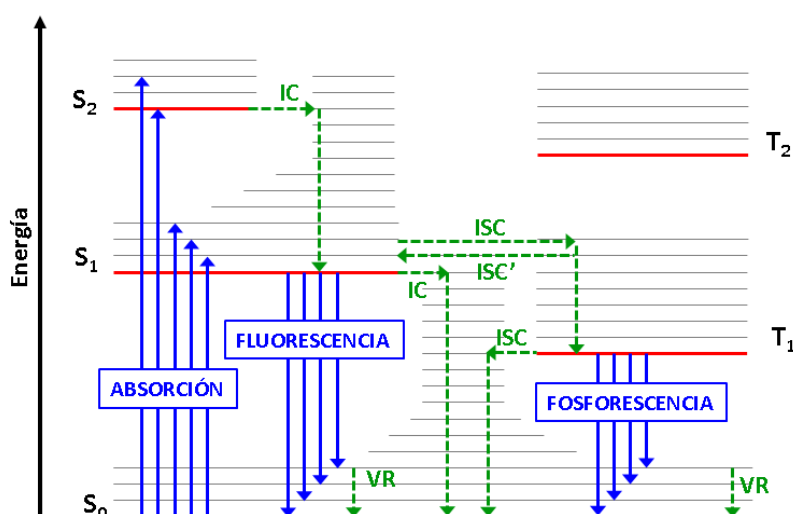 Energía
S₂
IC
T₂
ISC
S₁
ISC'
IC
FLUORESCENCIA
ISC
T₁
ABSORCIÓN
FOSFORESCENCIA
VR
VR
S₀